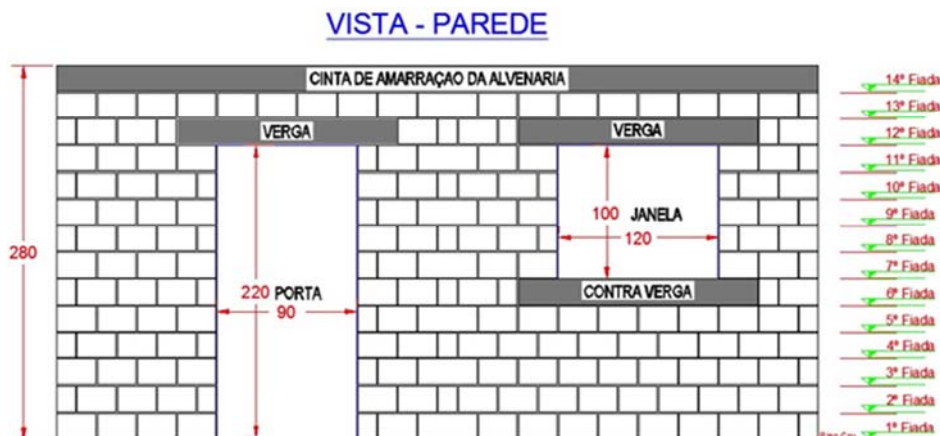 VISTA - PAREDE
CINTA DE AMARRAÇAO DA ALVENARIA
14ª Fiada
13ª Fiada
VERGA
VERGA
12ª Fiada
11ª Fiada
10ª Fiada
100 JANELA
9ª Fiada
120
8ª Fiada
280
7ª Fiada
220 PORTA
CONTRA VERGA
6ª Fiada
90
5ª Fiada
4ª Fiada
3ª Fiada
2ª Fiada
1ª Fiada